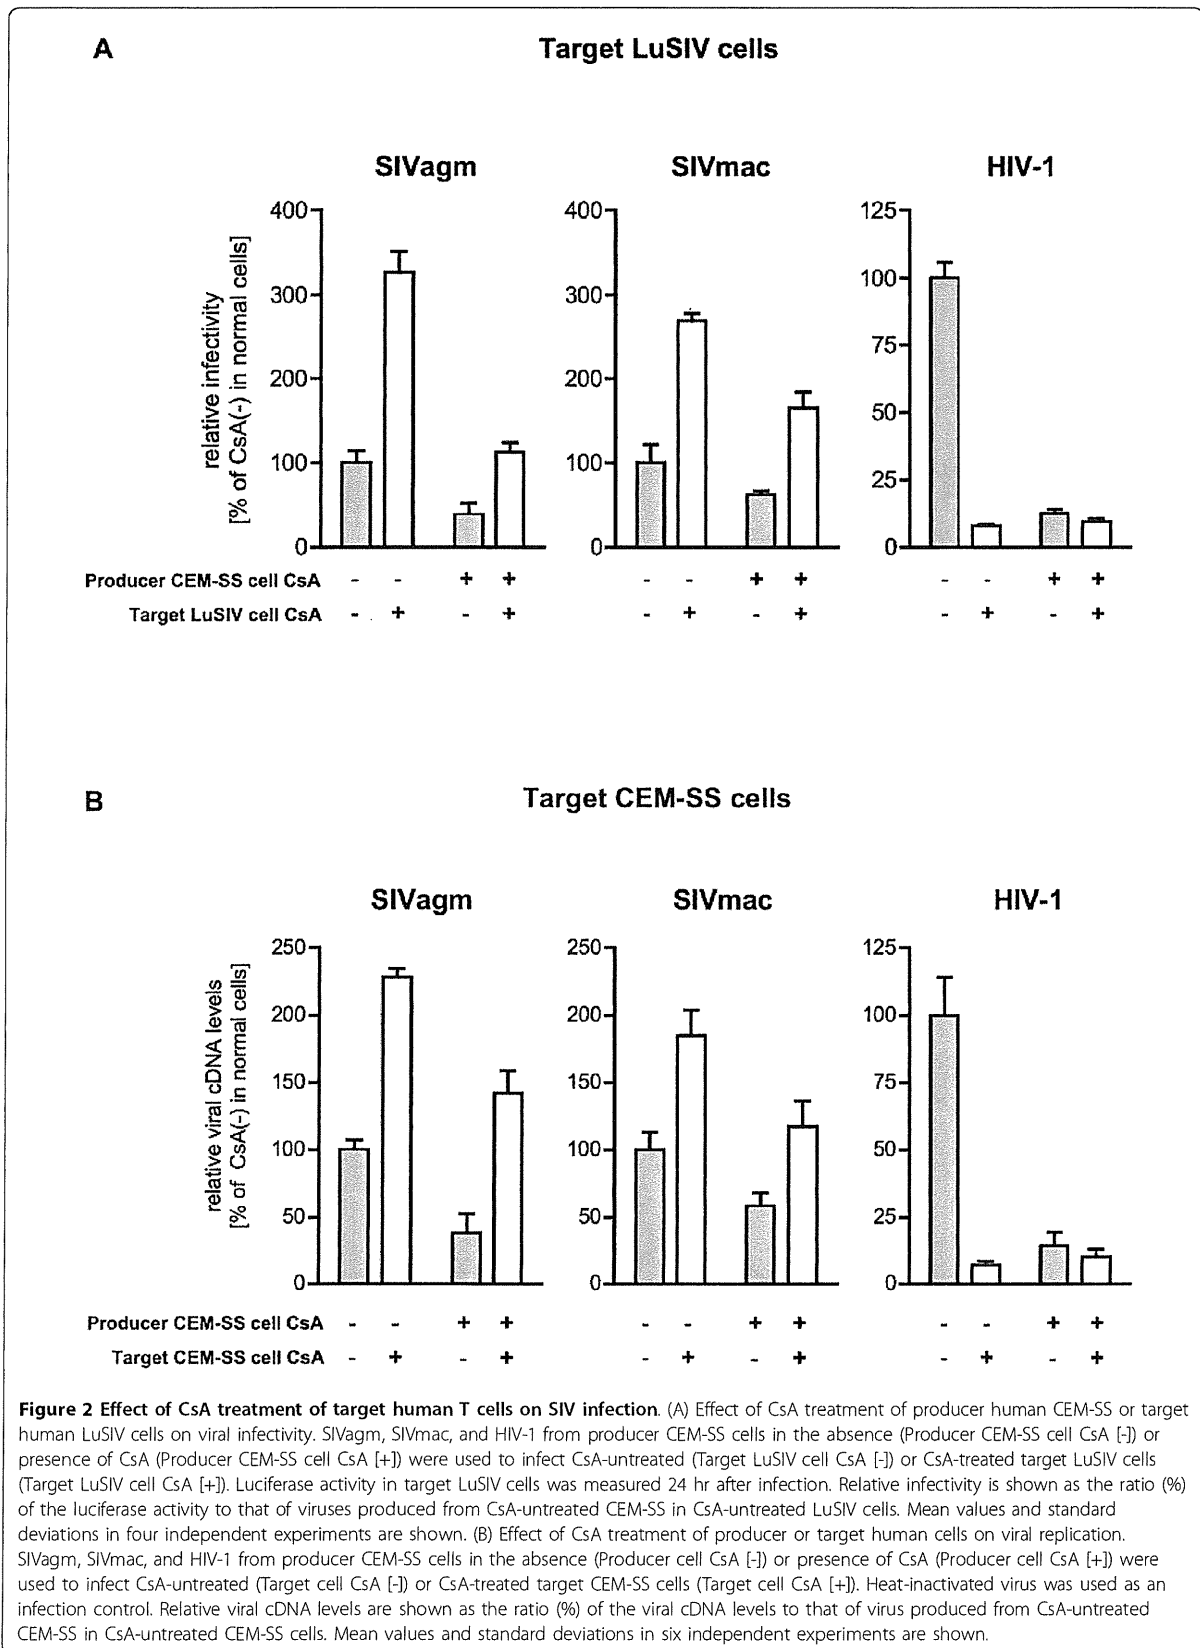 A
Target LuSIV cells
SIVagm SIVmac HIV-1
relative infectivity
[% of CsA(-) in normal cells]
400 400 125
300 300 100
200 200 75
100 100 50
0 0 25
0
Producer CEM-SS cell CsA - - + + - - + + - - + +
Target LuSIV cell CsA - + - + - + - + - + - +
B
Target CEM-SS cells
SIVagm SIVmac HIV-1
relative viral cDNA levels
[% of CsA(-) in normal cells]
250 250 125
200 200 100
150 150 75
100 100 50
50 50 25
0 0 0
Producer CEM-SS cell CsA - - + + - - + + - - + +
Target CEM-SS cell CsA - + - + - + - + - + - +
Figure 2 Effect of CsA treatment of target human T cells on SIV infection. (A) Effect of CsA treatment of producer human CEM-SS or target
human LuSIV cells on viral infectivity. SIVagm, SIVmac, and HIV-1 from producer CEM-SS cells in the absence (Producer CEM-SS cell CsA [-]) or
presence of CsA (Producer CEM-SS cell CsA [+]) were used to infect CsA-untreated (Target LuSIV cell CsA [-]) or CsA-treated target LuSIV cells
(Target LuSIV cell CsA [+]). Luciferase activity in target LuSIV cells was measured 24 hr after infection. Relative infectivity is shown as the ratio (%)
of the luciferase activity to that of viruses produced from CsA-untreated CEM-SS in CsA-untreated LuSIV cells. Mean values and standard
deviations in four independent experiments are shown. (B) Effect of CsA treatment of producer or target human cells on viral replication.
SIVagm, SIVmac, and HIV-1 from producer CEM-SS cells in the absence (Producer cell CsA [-]) or presence of CsA (Producer cell CsA [+]) were
used to infect CsA-untreated (Target cell CsA [-]) or CsA-treated target CEM-SS cells (Target cell CsA [+]). Heat-inactivated virus was used as an
infection control. Relative viral cDNA levels are shown as the ratio (%) of the viral cDNA levels to that of virus produced from CsA-untreated
CEM-SS in CsA-untreated CEM-SS cells. Mean values and standard deviations in six independent experiments are shown.